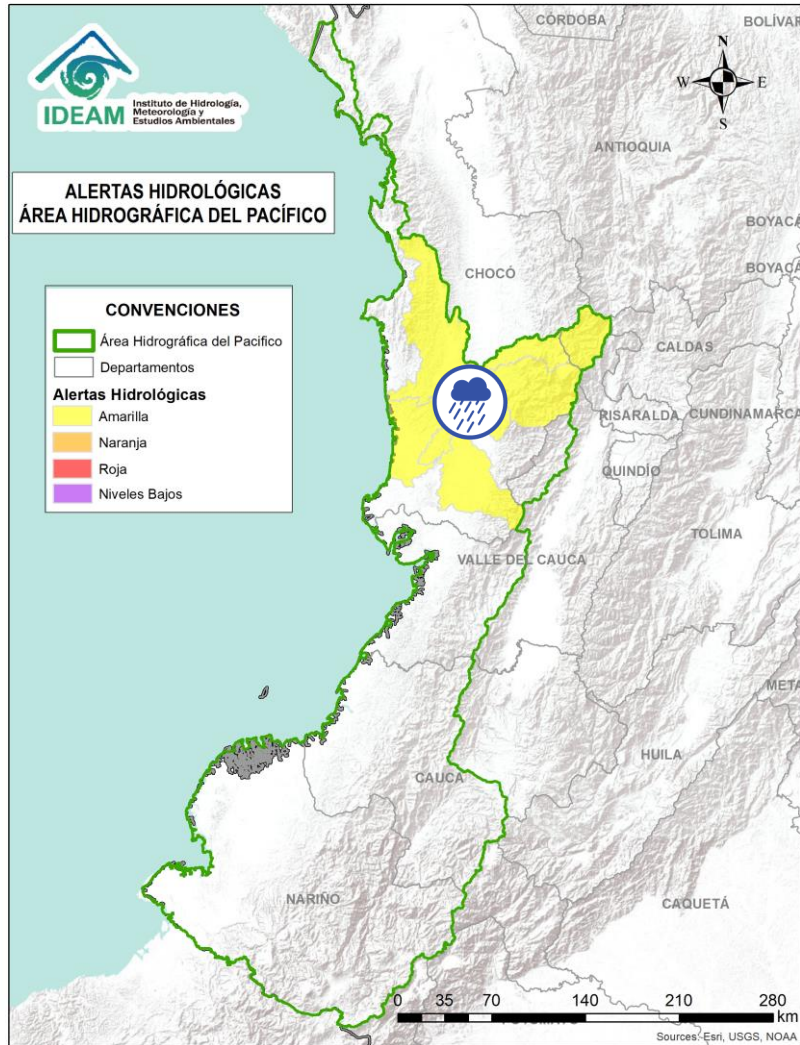 CÓRDOBA
BOLÍVAR
IDEAM
Instituto de Hidrología,
Meteorología y
Estudios Ambientales
N
W
E
S
ANTIOQUIA
ALERTAS HIDROLÓGICAS
ÁREA HIDROGRÁFICA DEL PACÍFICO
BOYACÁ
BOYACÁ
CHOCÓ
CONVENCIONES
Área Hidrográfica del Pacifico
Departamentos
Alertas Hidrológicas
Amarilla
Naranja
Roja
Niveles Bajos
CALDAS
RISARALDA
CUNDINAMARCA
QUINDÍO
TOLIMA
VALLE DEL CAUCA
META
HUILA
CAUCA
NARIÑO
CAQUETÁ
0 35 70 140 210 280
km
Sources: Esri, USGS, NOAA